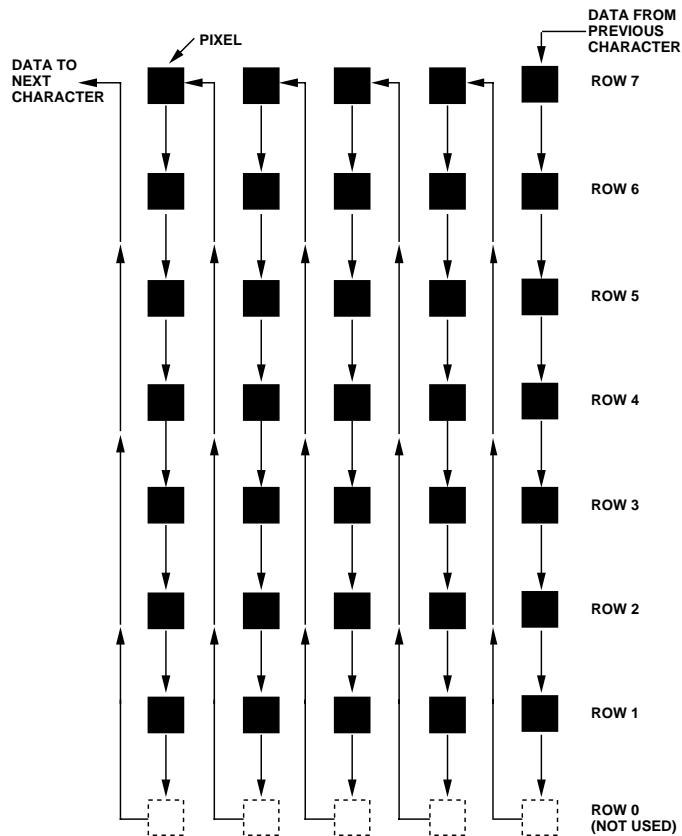 DATA FROM
PREVIOUS
CHARACTER
PIXEL
DATA TO
NEXT
CHARACTER
ROW 7
ROW 6
ROW 5
ROW 4
ROW 3
ROW 2
ROW 1
ROW 0
(NOT USED)